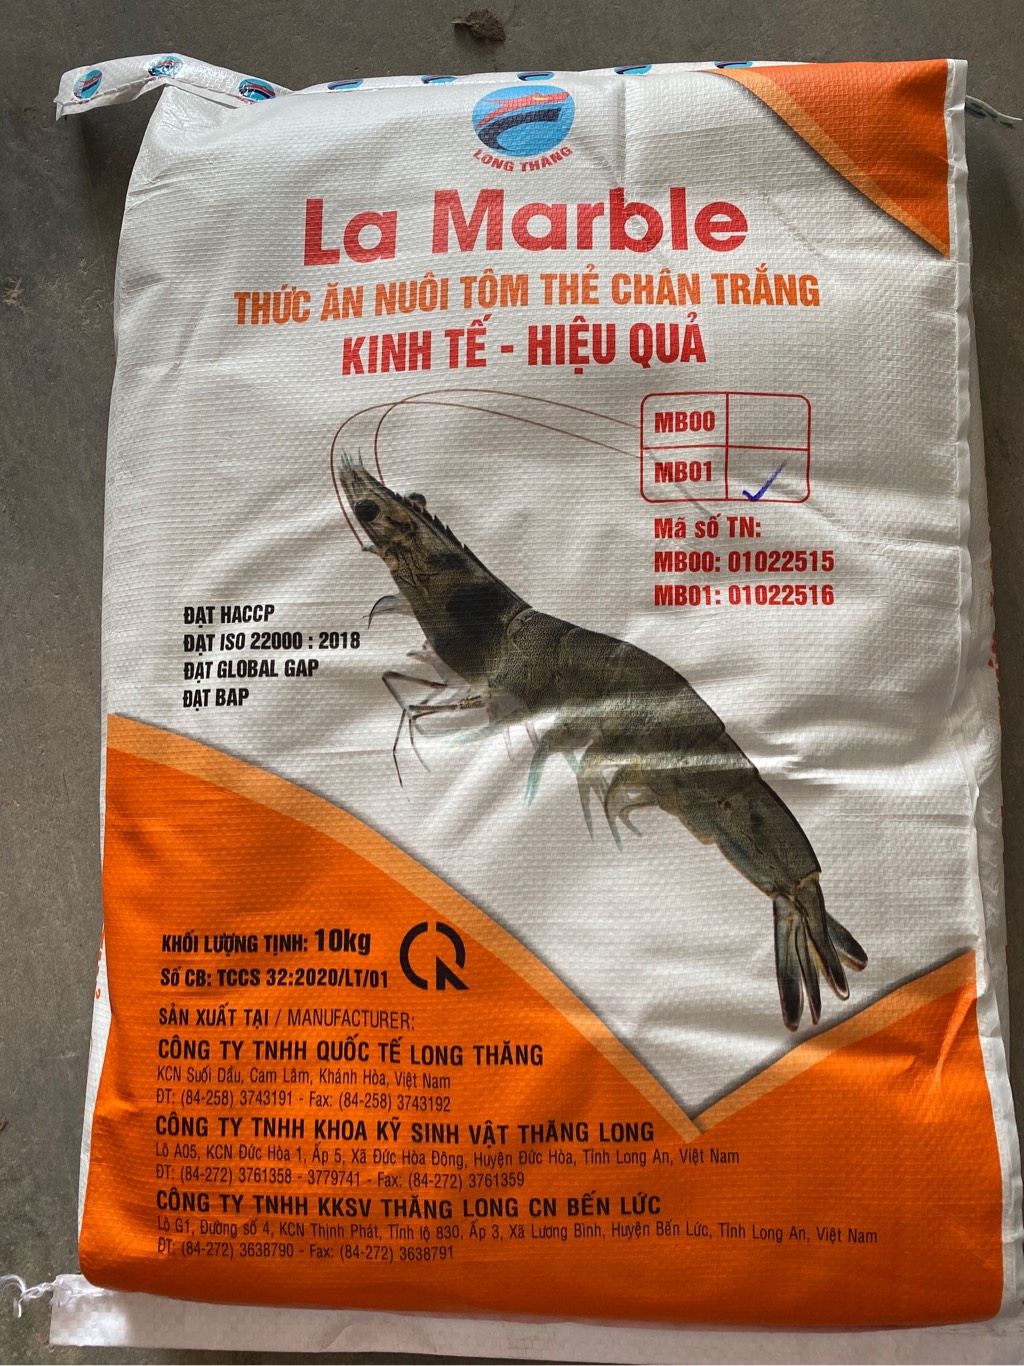 LONG THĂNG
La Marble
THỨC ĂN NUÔI TÔM THẺ CHÂN TRẮNG
KINH TẾ - HIỆU QUẢ
MB00
MB01
Mã số TN:
MB00: 01022515
MB01: 01022516
ĐẠT HACCP
ĐẠT ISO 22000 : 2018
ĐẠT GLOBAL GAP
ĐẠT BAP
KHỐI LƯỢNG TỊNH: 10kg
Số CB: TCCS 32:2020/LT/01
SẢN XUẤT TẠI / MANUFACTURER:
CÔNG TY TNHH QUỐC TẾ LONG THĂNG
KCN Suối Dầu, Cam Lâm, Khánh Hòa, Việt Nam
ĐT: (84-258) 3743191 - Fax: (84-258) 3743192
CÔNG TY TNHH KHOA KỸ SINH VẬT THĂNG LONG
Lô A05, KCN Đức Hòa 1, Ấp 5, Xã Đức Hòa Đông, Huyện Đức Hòa, Tỉnh Long An, Việt Nam
ĐT: (84-272) 3761358 - 3779741 - Fax: (84-272) 3761359
CÔNG TY TNHH KKSV THĂNG LONG CN BẾN LỨC
Lô G1, Đường số 4, KCN Thịnh Phát, Tỉnh lộ 830, Ấp 3, Xã Lương Bình, Huyện Bến Lức, Tỉnh Long An, Việt Nam
ĐT: (84-272) 3638790 - Fax: (84-272) 3638791